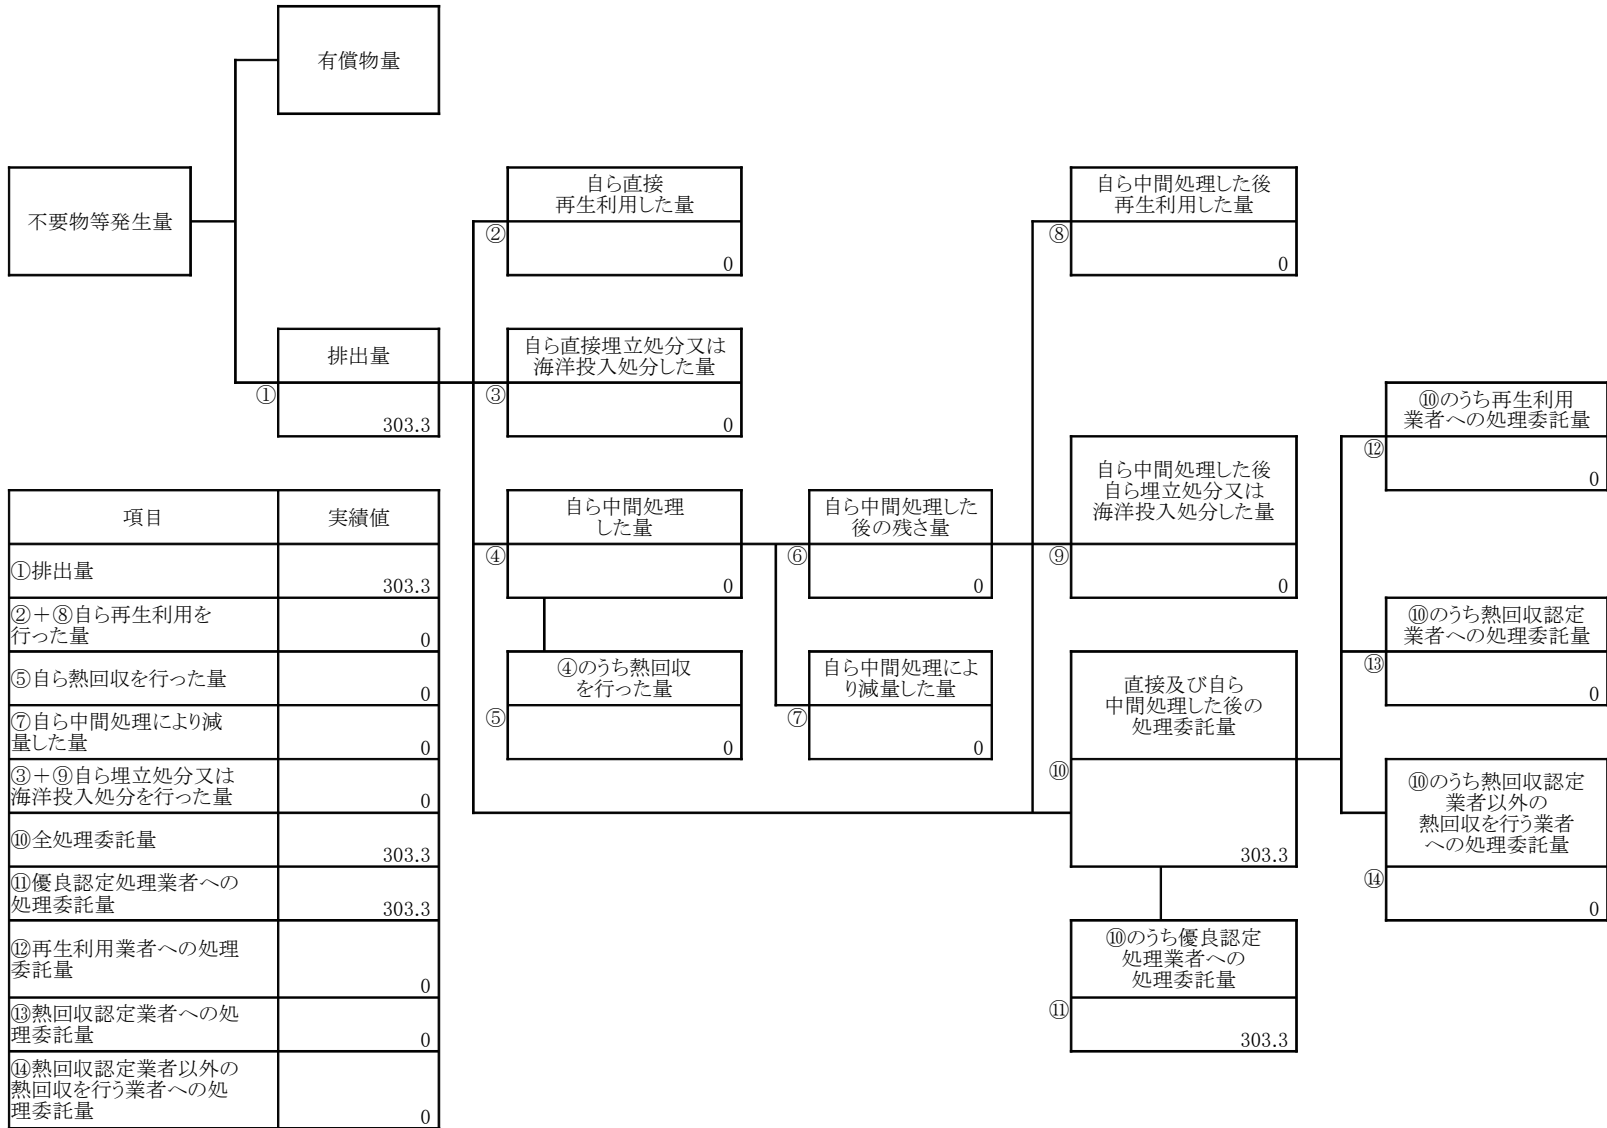 有償物量
不要物等発生量
自ら直接
再生利用した量
②
0
自ら中間処理した後
再生利用した量
⑧
0
排出量
①
303.3
自ら直接埋立処分又は
海洋投入処分した量
③
0
⑩のうち再生利用
業者への処理委託量
⑫
0
自ら中間処理
した量
④
0
自ら中間処理した
後の残さ量
⑥
0
自ら中間処理した後
自ら埋立処分又は
海洋投入処分した量
⑨
0
⑩のうち熱回収認定
業者への処理委託量
⑬
0
④のうち熱回収
を行った量
⑤
0
自ら中間処理によ
り減量した量
⑦
0
直接及び自ら
中間処理した後の
処理委託量
⑩
303.3
⑩のうち熱回収認定
業者以外の
熱回収を行う業者
への処理委託量
⑭
0
⑩のうち優良認定
処理業者への
処理委託量
⑪
303.3
項目 実績値
①排出量
303.3
②+⑧自ら再生利用を
行った量
0
⑤自ら熱回収を行った量
0
⑦自ら中間処理により減
量した量
0
③+⑨自ら埋立処分又は
海洋投入処分を行った量
0
⑩全処理委託量
303.3
⑪優良認定処理業者への
処理委託量
303.3
⑫再生利用業者への処理
委託量
0
⑬熱回収認定業者への処
理委託量
0
⑭熱回収認定業者以外の
熱回収を行う業者への処
理委託量
0